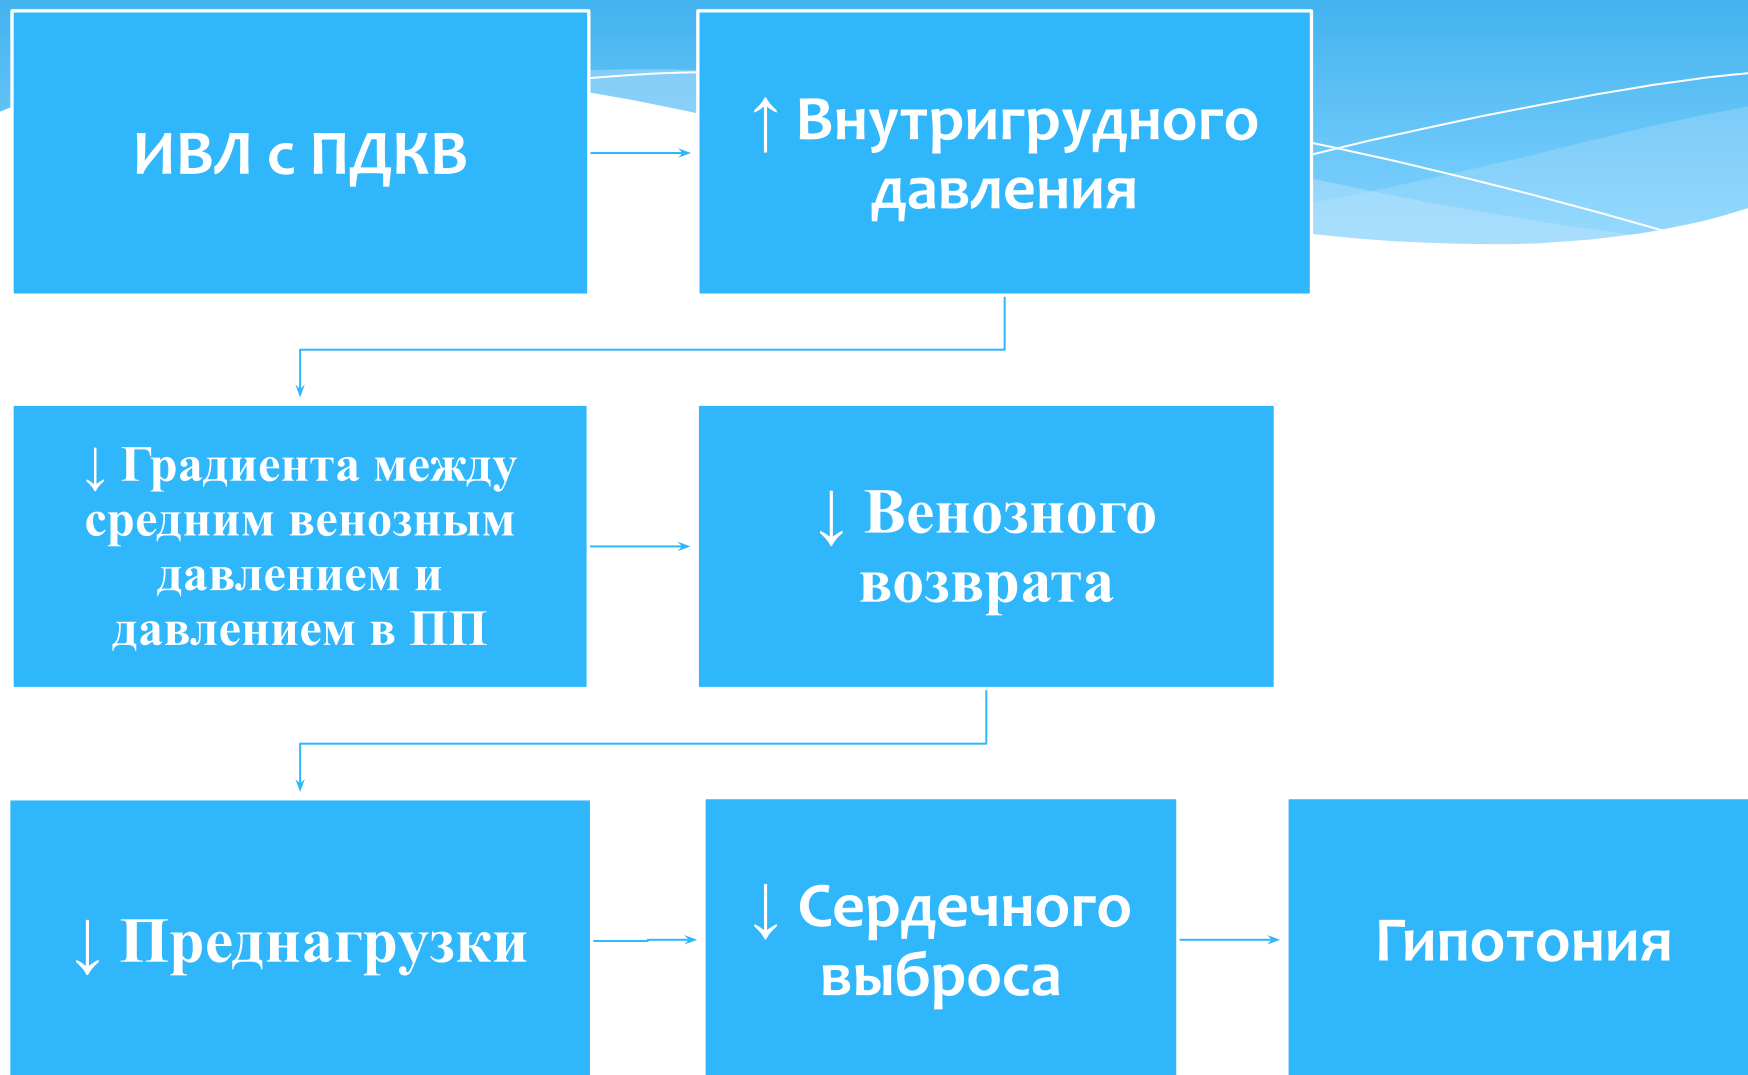 ИВЛ с ПДКВ
↑ Внутригрудного
давления
↓ Градиента между
средним венозным
давлением и
давлением в ПП
↓ Венозного
возврата
↓ Преднагрузки
↓ Сердечного
выброса
Гипотония